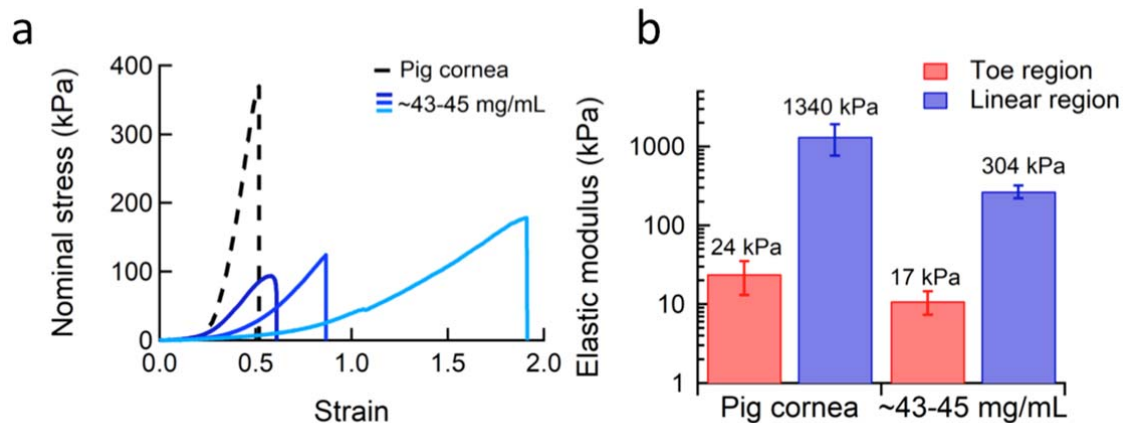 a
Nominal stress (kPa)
400
300
200
100
0
0.0 0.5 1.0 1.5 2.0
Strain
Pig cornea
~43-45 mg/mL
b
Elastic modulus (kPa)
1000
100
10
1
Toe region
Linear region
24 kPa
1340 kPa
17 kPa
304 kPa
Pig cornea ~43-45 mg/mL